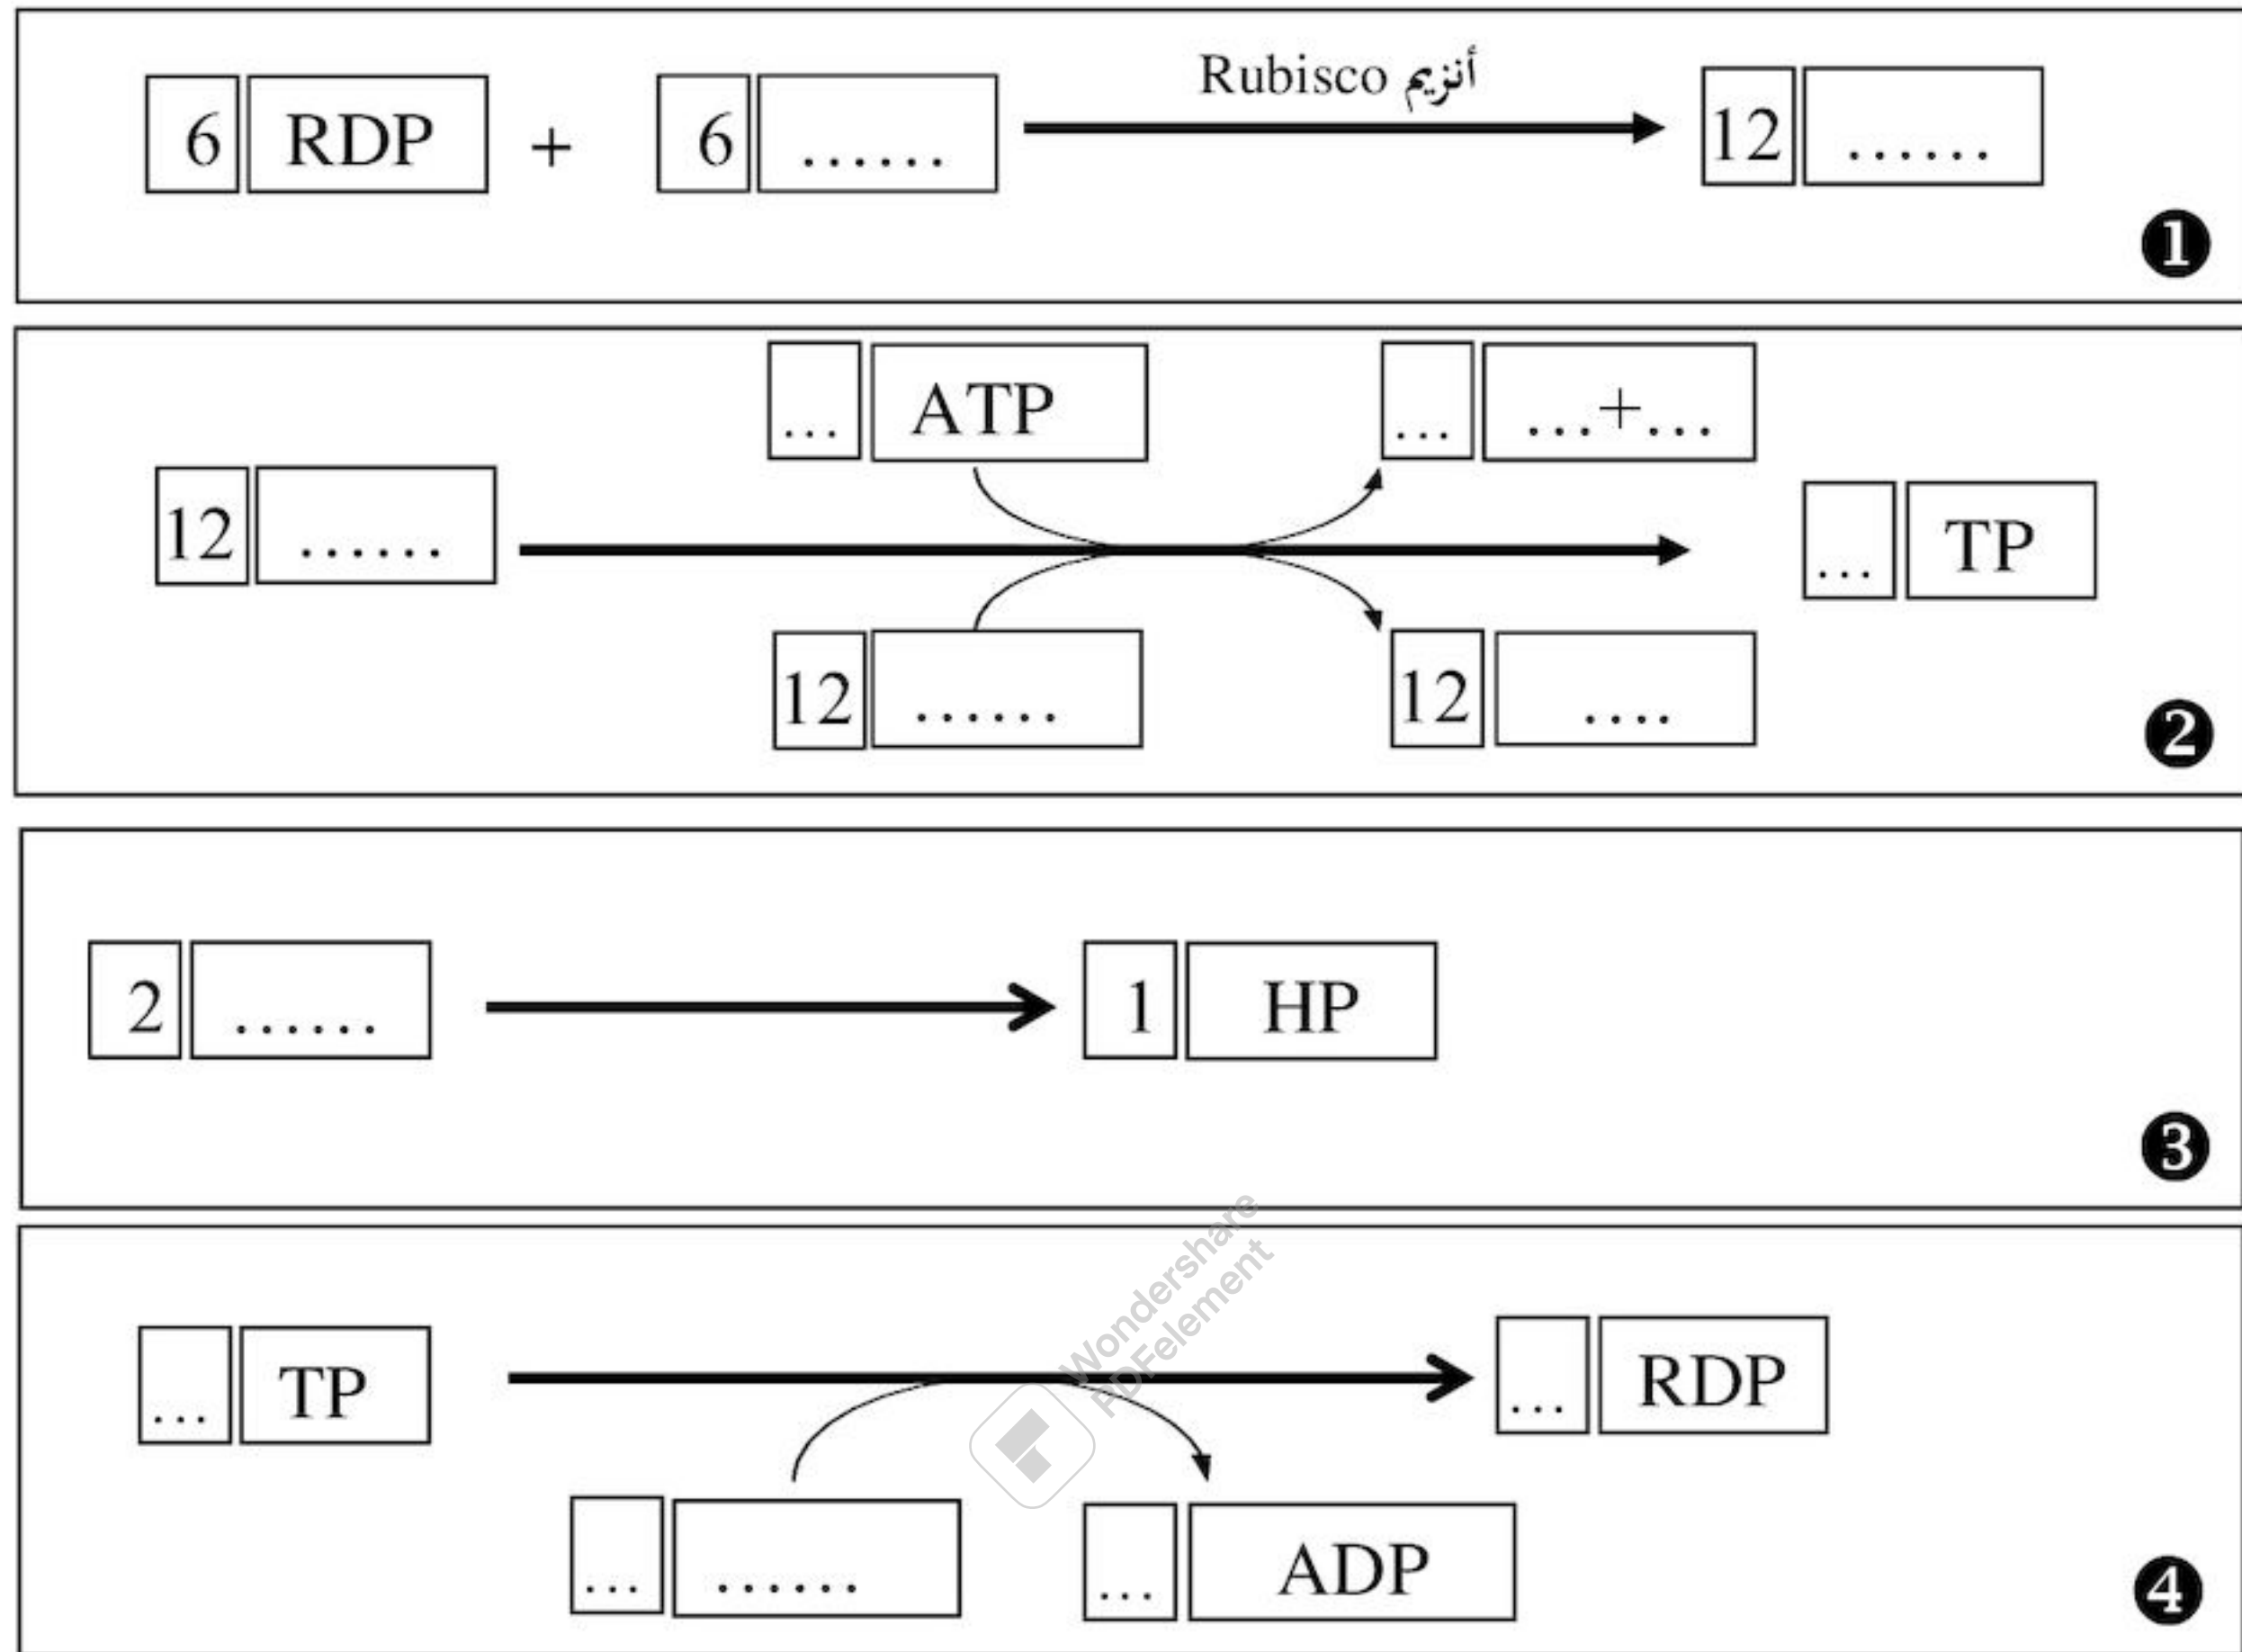 أنزيم Rubisco
6 RDP + 6 ...... 12 ......
1
... ATP ... ...+...
12 ...... ... TP
12 ...... 12 ....
2
2 ...... 1 HP
3
... TP ... RDP
... ...... ... ADP
4
Wondershare
PDFelement